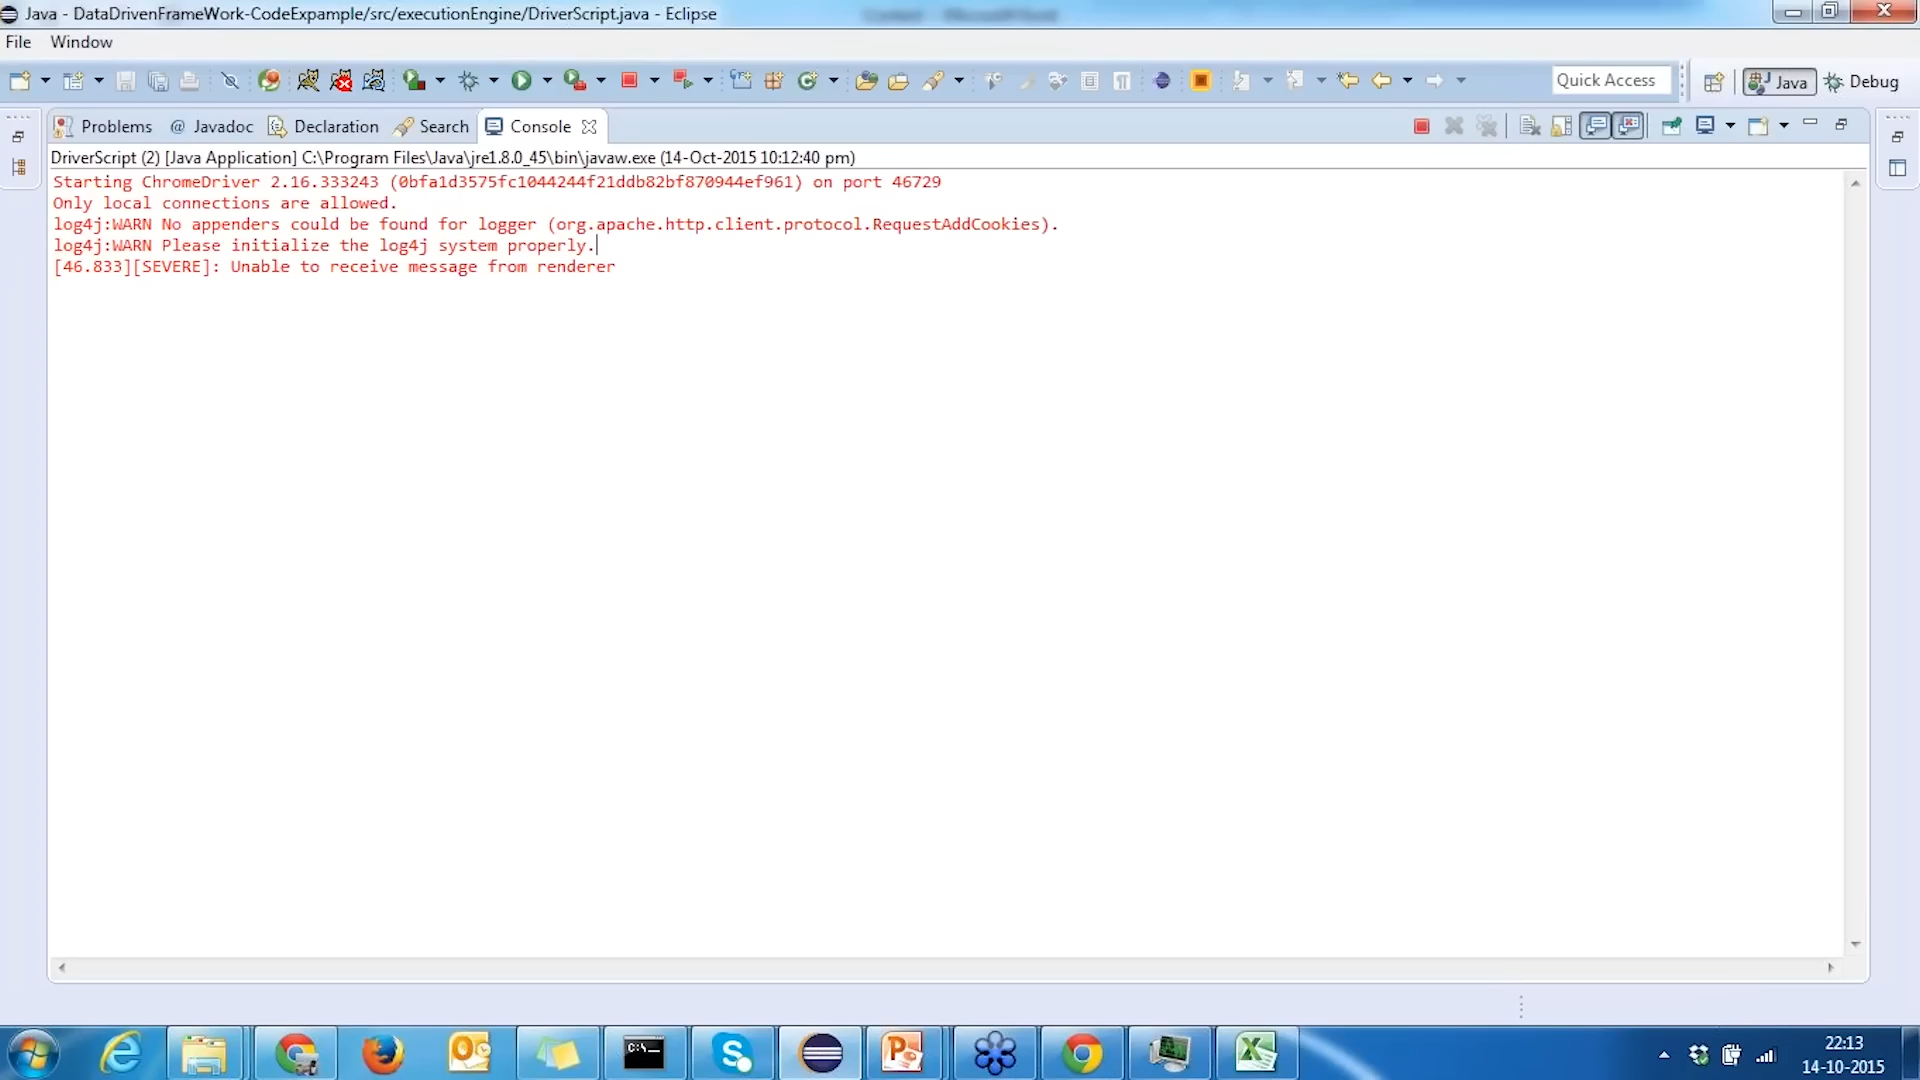 Java - DataDrivenFrameWork-CodeExpample/src/executionEngine/DriverScript.java - Eclipse
File Window
Quick Access
Java
Debug
Problems
@ Javadoc
Declaration
Search
Console
DriverScript (2) [Java Application] C:\Program Files\Java\jre1.8.0_45\bin\javaw.exe (14-Oct-2015 10:12:40 pm)
Starting ChromeDriver 2.16.333243 (0bfa1d3575fc1044244f21ddb82bf870944ef961) on port 46729
Only local connections are allowed.
log4j:WARN No appenders could be found for logger (org.apache.http.client.protocol.RequestAddCookies).
log4j:WARN Please initialize the log4j system properly.
[46.833][SEVERE]: Unable to receive message from renderer
22:13
14-10-2015